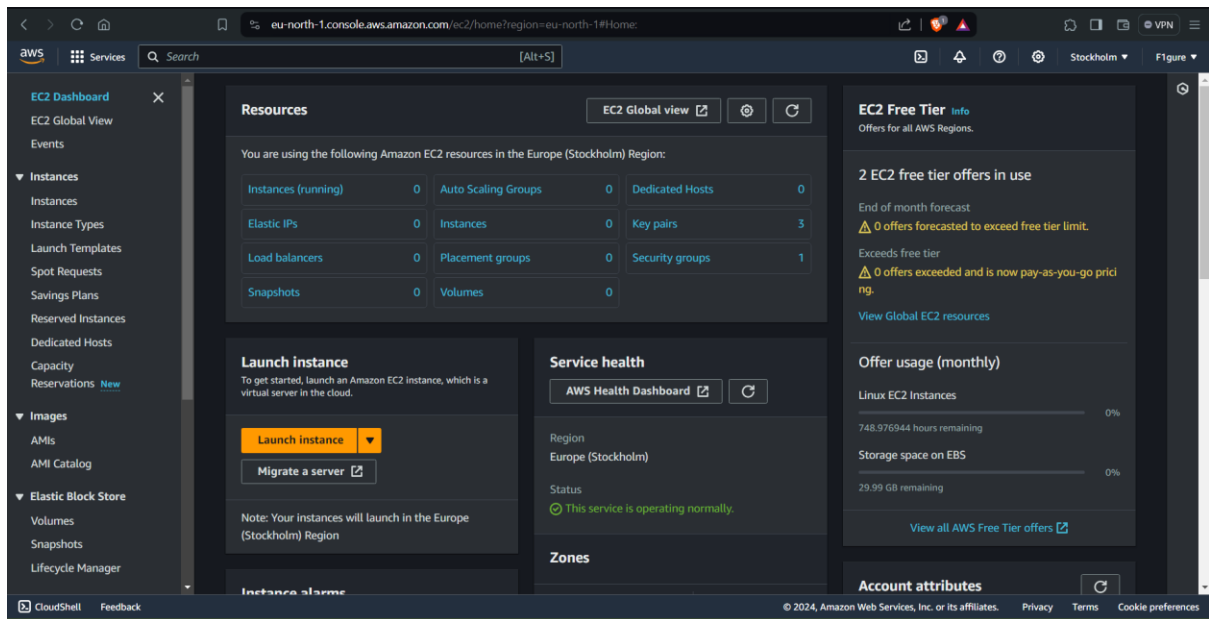 eu-north-1.console.aws.amazon.com/ec2/home?region=eu-north-1#Home:
VPN
aws
Services
Search
[Alt+S]
Stockholm
F1gure
EC2 Dashboard
EC2 Global View
Events
Instances
Instances
Instance Types
Launch Templates
Spot Requests
Savings Plans
Reserved Instances
Dedicated Hosts
Capacity
Reservations New
Images
AMIs
AMI Catalog
Elastic Block Store
Volumes
Snapshots
Lifecycle Manager
Resources
EC2 Global view
You are using the following Amazon EC2 resources in the Europe (Stockholm) Region:
Instances (running) 0
Auto Scaling Groups 0
Dedicated Hosts 0
Elastic IPs 0
Instances 0
Key pairs 3
Load balancers 0
Placement groups 0
Security groups 1
Snapshots 0
Volumes 0
Launch instance
To get started, launch an Amazon EC2 instance, which is a
virtual server in the cloud.
Launch instance
Migrate a server
Note: Your instances will launch in the Europe
(Stockholm) Region
Instance alarms
Service health
AWS Health Dashboard
Region
Europe (Stockholm)
Status
This service is operating normally.
Zones
EC2 Free Tier Info
Offers for all AWS Regions.
2 EC2 free tier offers in use
End of month forecast
0 offers forecasted to exceed free tier limit.
Exceeds free tier
0 offers exceeded and is now pay-as-you-go prici
ng.
View Global EC2 resources
Offer usage (monthly)
Linux EC2 Instances
0%
748.976944 hours remaining
Storage space on EBS
0%
29.99 GB remaining
View all AWS Free Tier offers
Account attributes
CloudShell
Feedback
© 2024, Amazon Web Services, Inc. or its affiliates.
Privacy
Terms
Cookie preferences